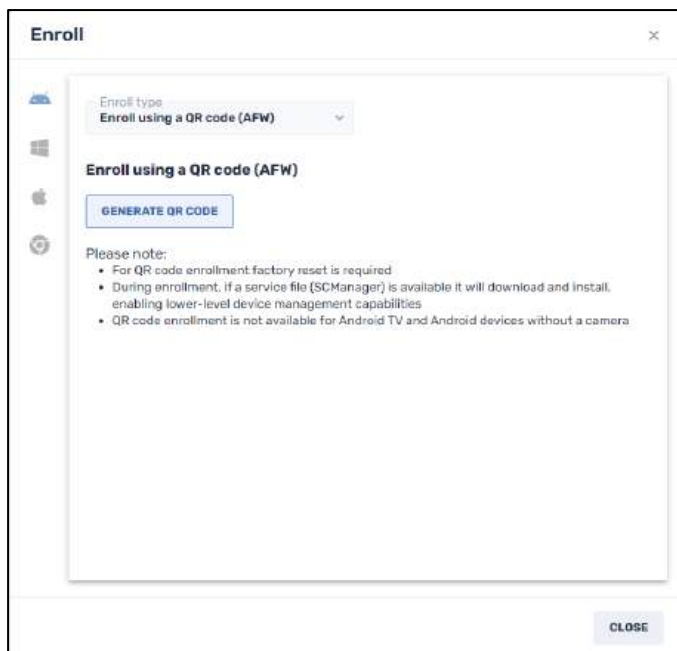 Enroll
Enroll type
Enroll using a QR code (AFW)
Enroll using a QR code (AFW)
GENERATE QR CODE
Please note:
• For QR code enrollment factory reset is required
• During enrollment, if a service file (SCManager) is available it will download and install,
enabling lower-level device management capabilities
• QR code enrollment is not available for Android TV and Android devices without a camera
CLOSE